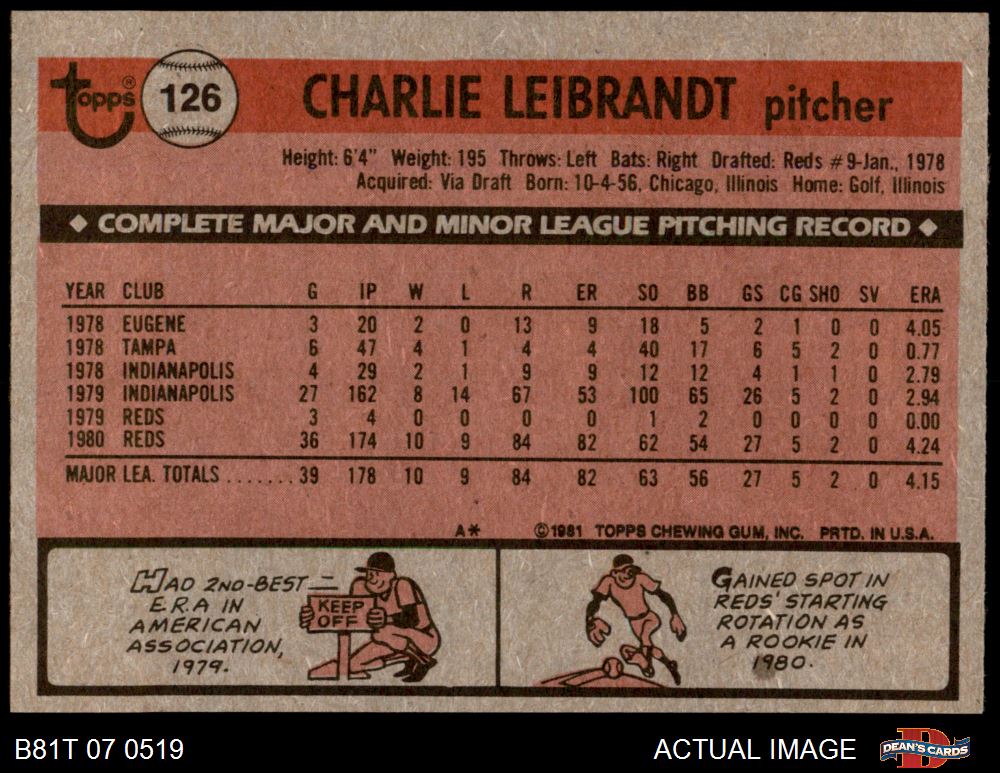 Topps®
126
CHARLIE LEIBRANDT pitcher
Height: 6'4" Weight: 195 Throws: Left Bats: Right Drafted: Reds #9-Jan., 1978
Acquired: Via Draft Born: 10-4-56, Chicago, Illinois Home: Golf, Illinois
◆ COMPLETE MAJOR AND MINOR LEAGUE PITCHING RECORD ◆
YEAR CLUB G IP W L R ER SO BB GS CG SHO SV ERA
1978 EUGENE 3 20 2 0 13 9 18 5 2 1 0 0 4.05
1978 TAMPA 6 47 4 1 4 4 40 17 6 5 2 0 0.77
1978 INDIANAPOLIS 4 29 2 1 9 9 12 12 4 1 1 0 2.79
1979 INDIANAPOLIS 27 162 8 14 67 53 100 65 26 5 2 0 2.94
1979 REDS 3 4 0 0 0 0 1 2 0 0 0 0 0.00
1980 REDS 36 174 10 9 84 82 62 54 27 5 2 0 4.24
MAJOR LEA. TOTALS ....... 39 178 10 9 84 82 63 56 27 5 2 0 4.15
A* ©1981 TOPPS CHEWING GUM, INC. PRTD. IN U.S.A.
HAD 2ND-BEST
E.R.A IN
AMERICAN
ASSOCIATION,
1979.
KEEP
OFF
GAINED SPOT IN
REDS' STARTING
ROTATION AS
A ROOKIE IN
1980.
B81T 07 0519 ACTUAL IMAGE
DEAN'S CARDS